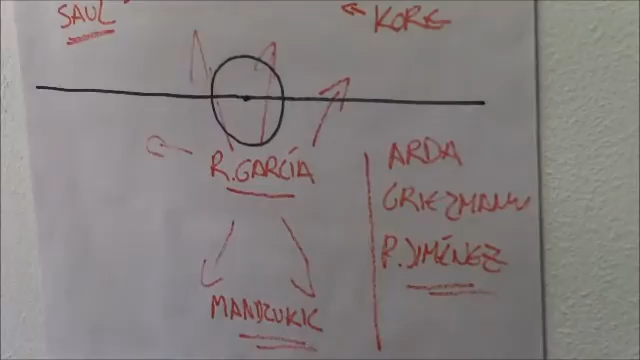 SAUL
KOKE
R.GARCÍA
ARDA
GRIEZMANN
R.JIMÉNEZ
MANDZUKIC